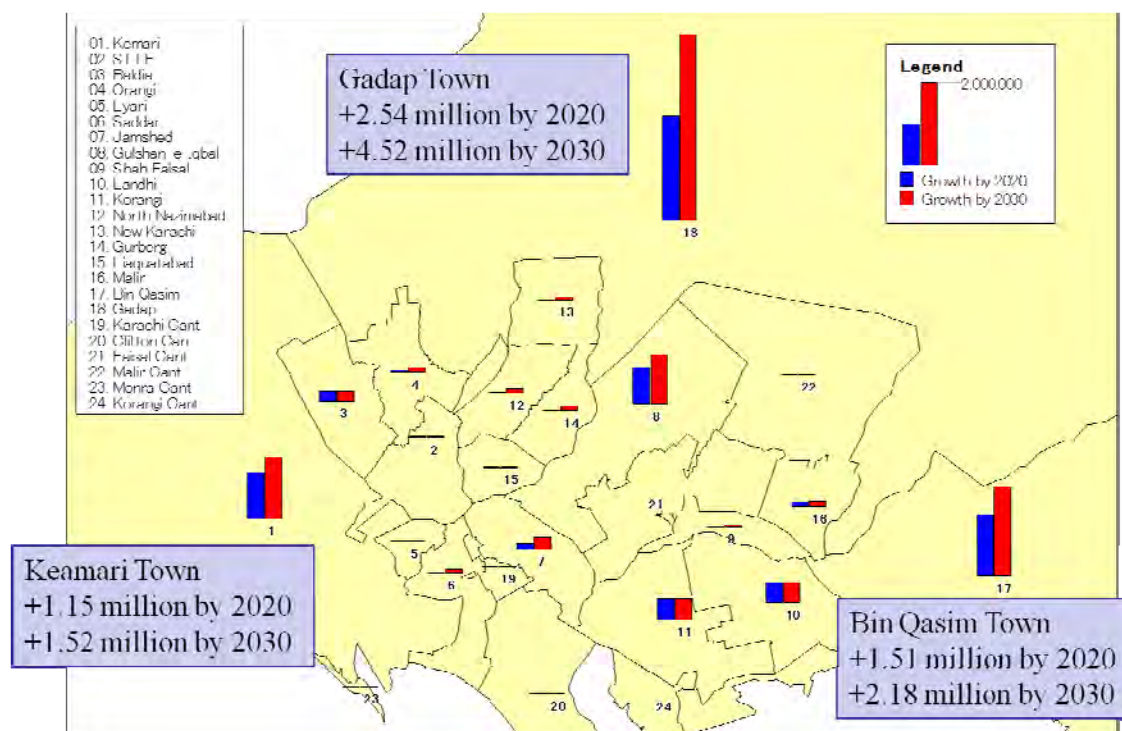 01. Kemari
02. S.I.T.E
03. Baldia
04. Orangi
05. Lyari
06. Saddar
07. Jamshed
08. Gulshan e Iqbal
09. Shah Faisal
10. Landhi
11. Korangi
12. North Nazimabad
13. New Karachi
14. Gurberg
15. Liaquatabad
16. Malir
17. Bin Qasim
18. Gadap
19. Karachi Cant
20. Clifton Can
21. Faisal Cant
22. Malir Cant
23. Monra Cant
24. Korangi Cant
Gadap Town
+2.54 million by 2020
+4.52 million by 2030
Legend
2,000,000
Growth by 2020
Growth by 2030
18
13
4
12
14
3
8
22
2
15
1
21
16
9
17
5
7
6
19
10
11
Keamari Town
+1.15 million by 2020
+1.52 million by 2030
Bin Qasim Town
+1.51 million by 2020
+2.18 million by 2030
23
20
24